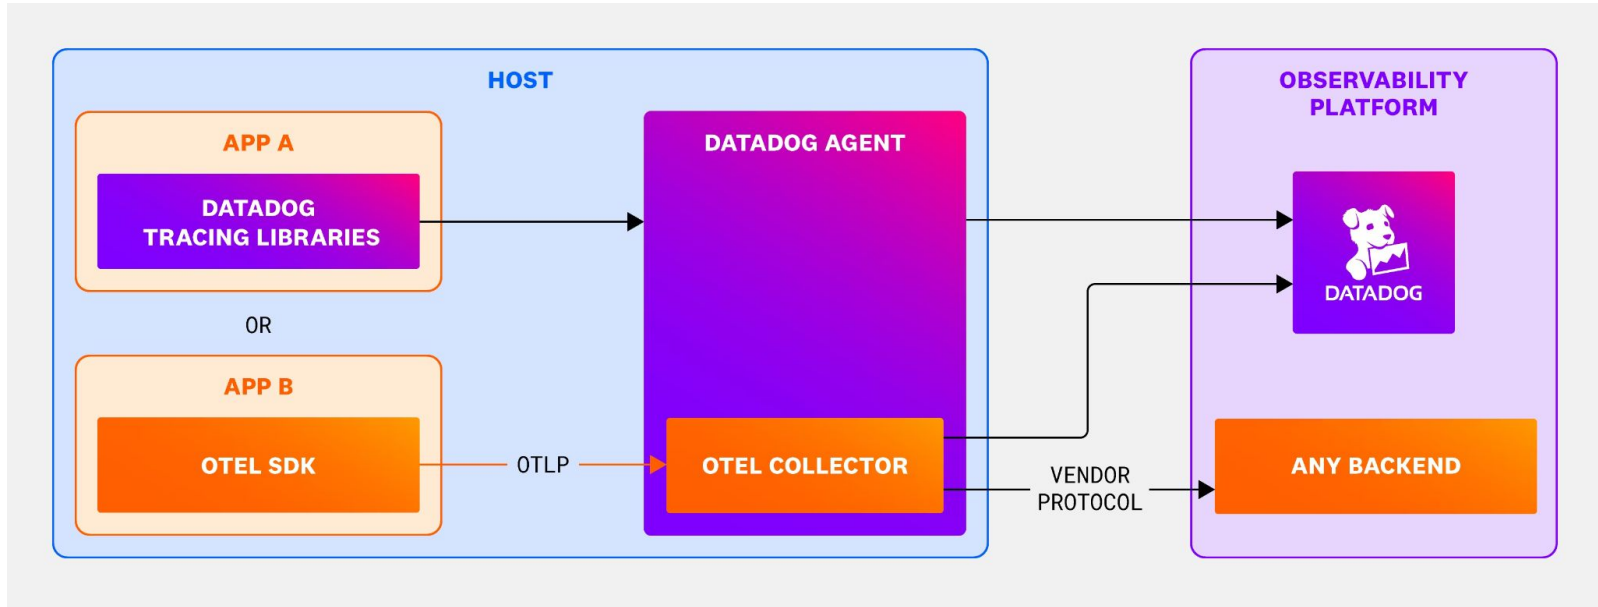 HOST
APP A
DATADOG
TRACING LIBRARIES
OR
APP B
OTEL SDK
OTLP
DATADOG AGENT
OTEL COLLECTOR
VENDOR
PROTOCOL
OBSERVABILITY
PLATFORM
DATADOG
ANY BACKEND